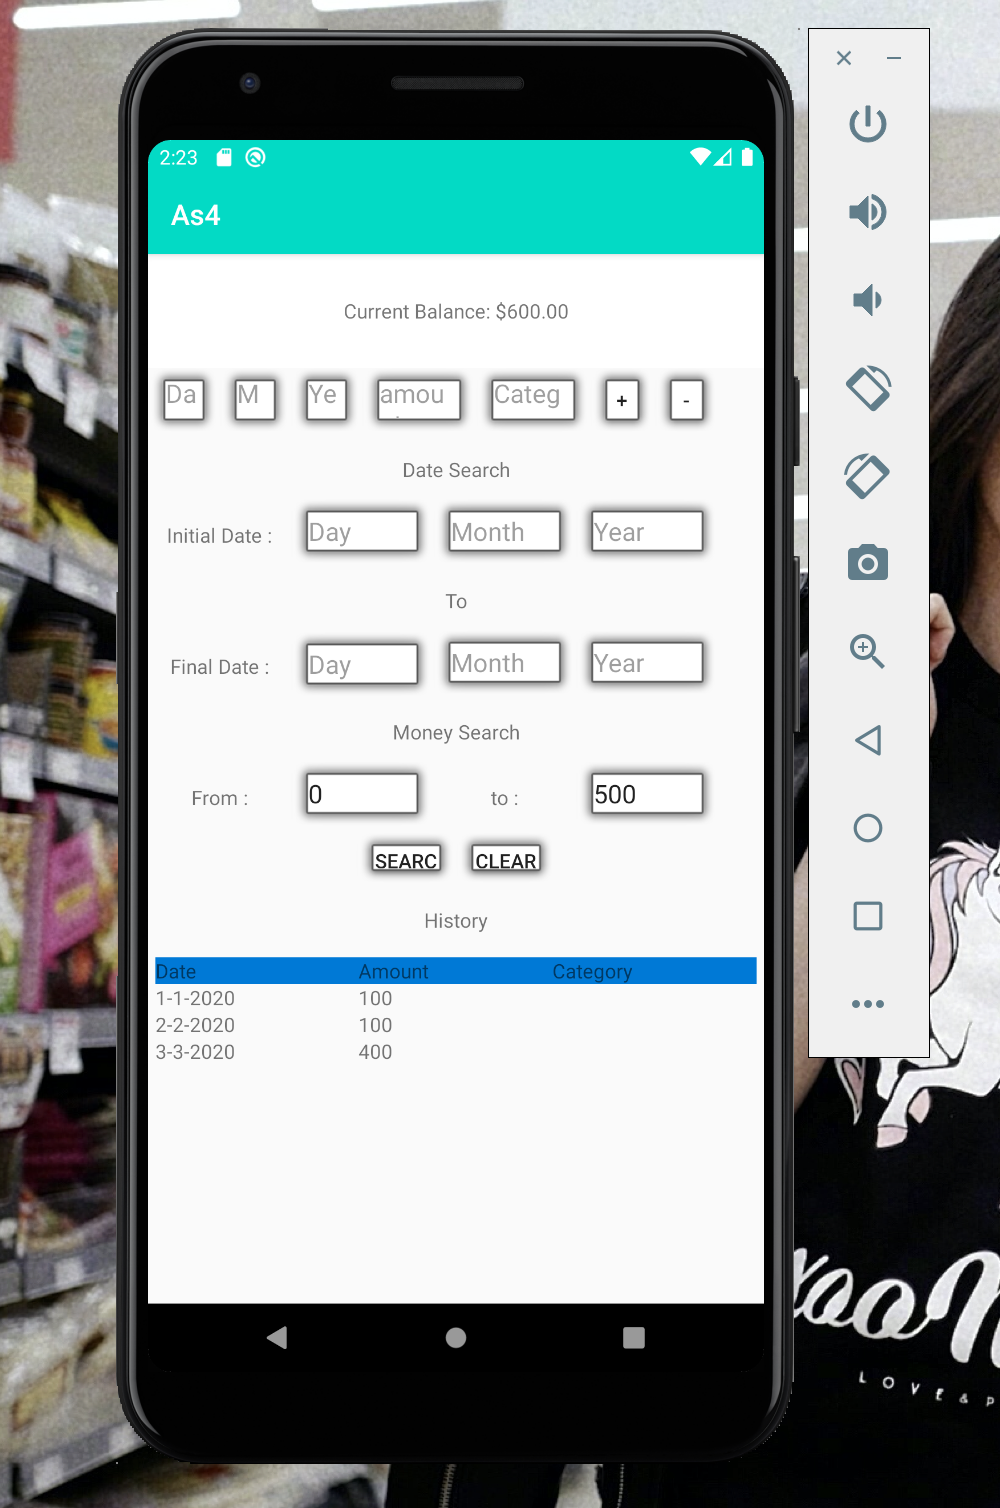 2:23
As4
Current Balance: $600.00
Da M Ye amou Categ + -
Date Search
Initial Date : Day Month Year
To
Final Date : Day Month Year
Money Search
From : 0 to : 500
SEARC CLEAR
History
Date Amount Category
1-1-2020 100
2-2-2020 100
3-3-2020 400
LOVE &